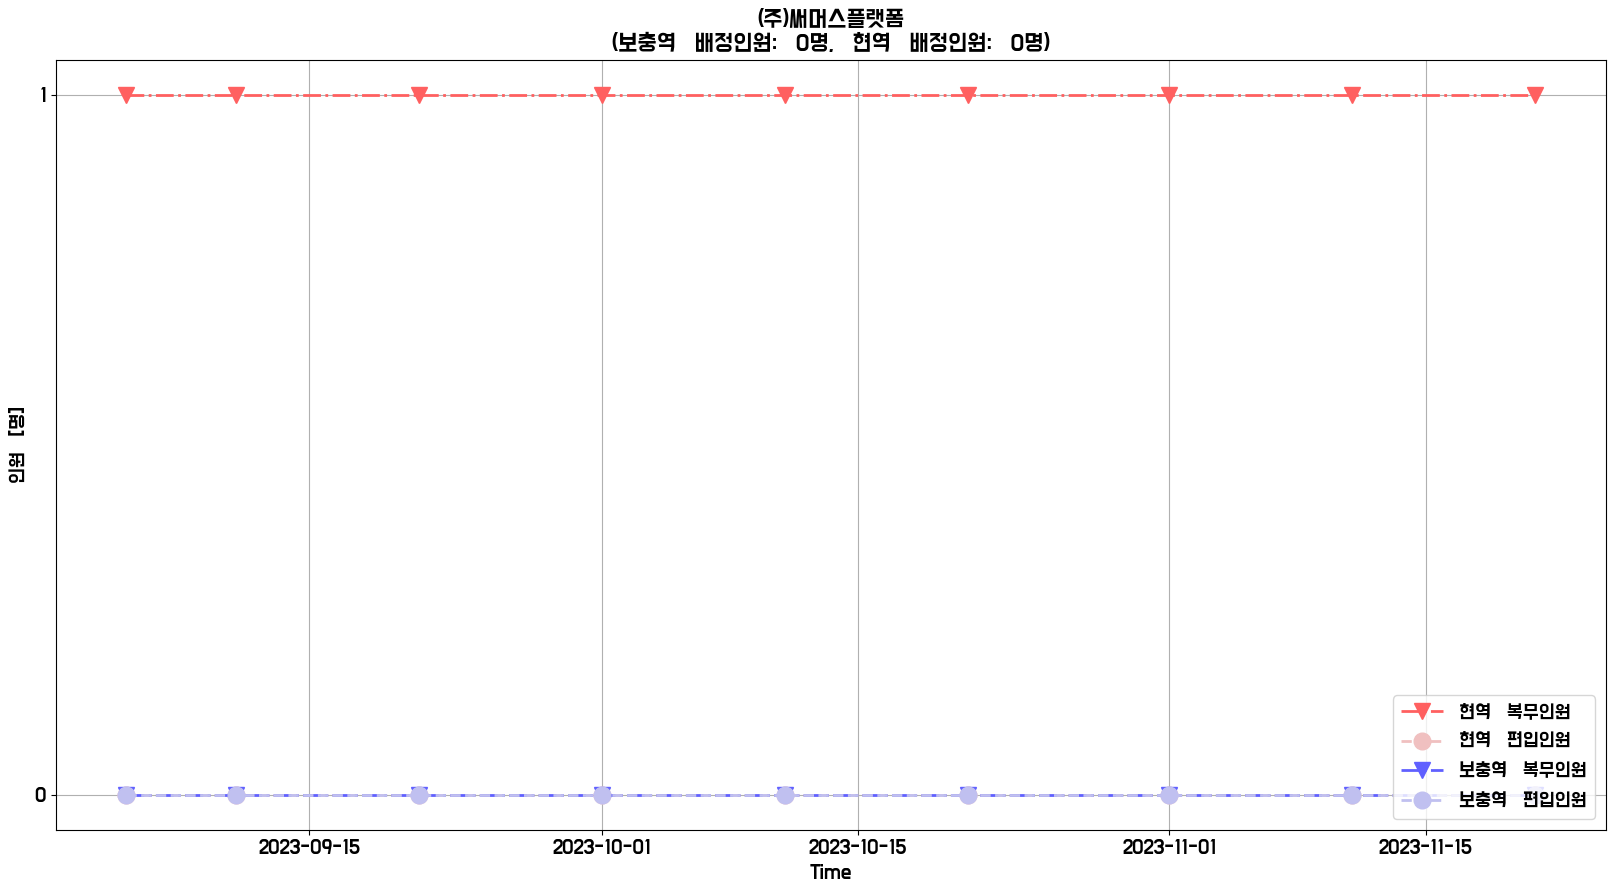 (주)써머스플랫폼
(보충역 배정인원: 0명, 현역 배정인원: 0명)
1
인원 [명]
0
현역 복무인원
현역 편입인원
보충역 복무인원
보충역 편입인원
2023-09-15
2023-10-01
2023-10-15
2023-11-01
2023-11-15
Time